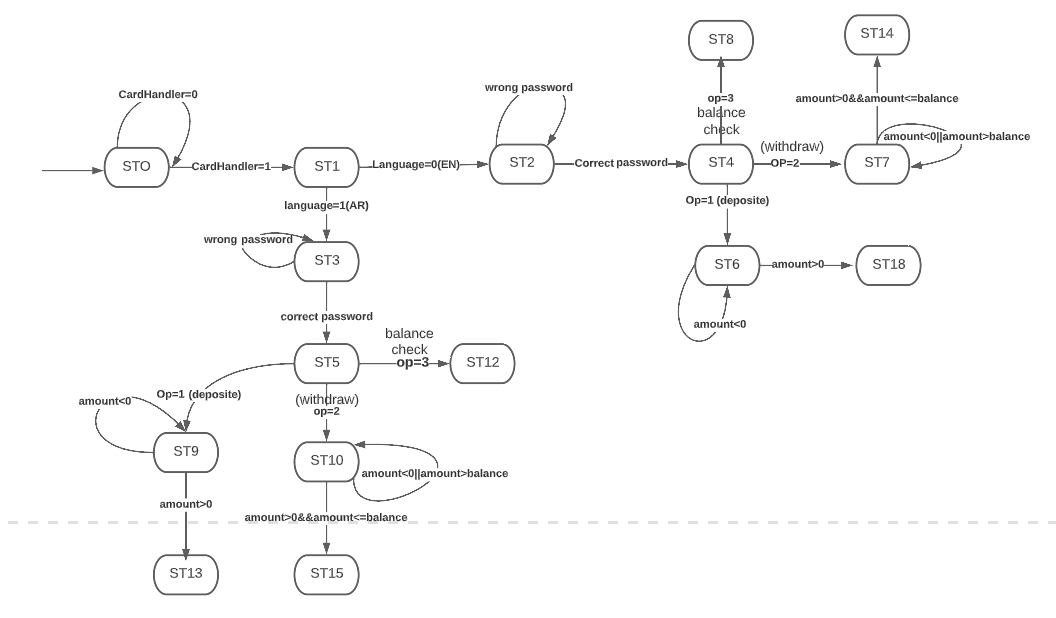 ST8
ST14
CardHandler=0
wrong password
op=3
balance
check
amount>0&&amount<=balance
amount<0||amount>balance
(withdraw)
STO
CardHandler=1
ST1
Language=0(EN)
ST2
Correct password
ST4
OP=2
ST7
language=1(AR)
Op=1 (deposite)
wrong password
ST3
ST6
amount>0
ST18
correct password
amount<0
balance
check
op=3
ST5
ST12
Op=1 (deposite)
(withdraw)
op=2
amount<0
ST9
ST10
amount<0||amount>balance
amount>0
amount>0&&amount<=balance
ST13
ST15